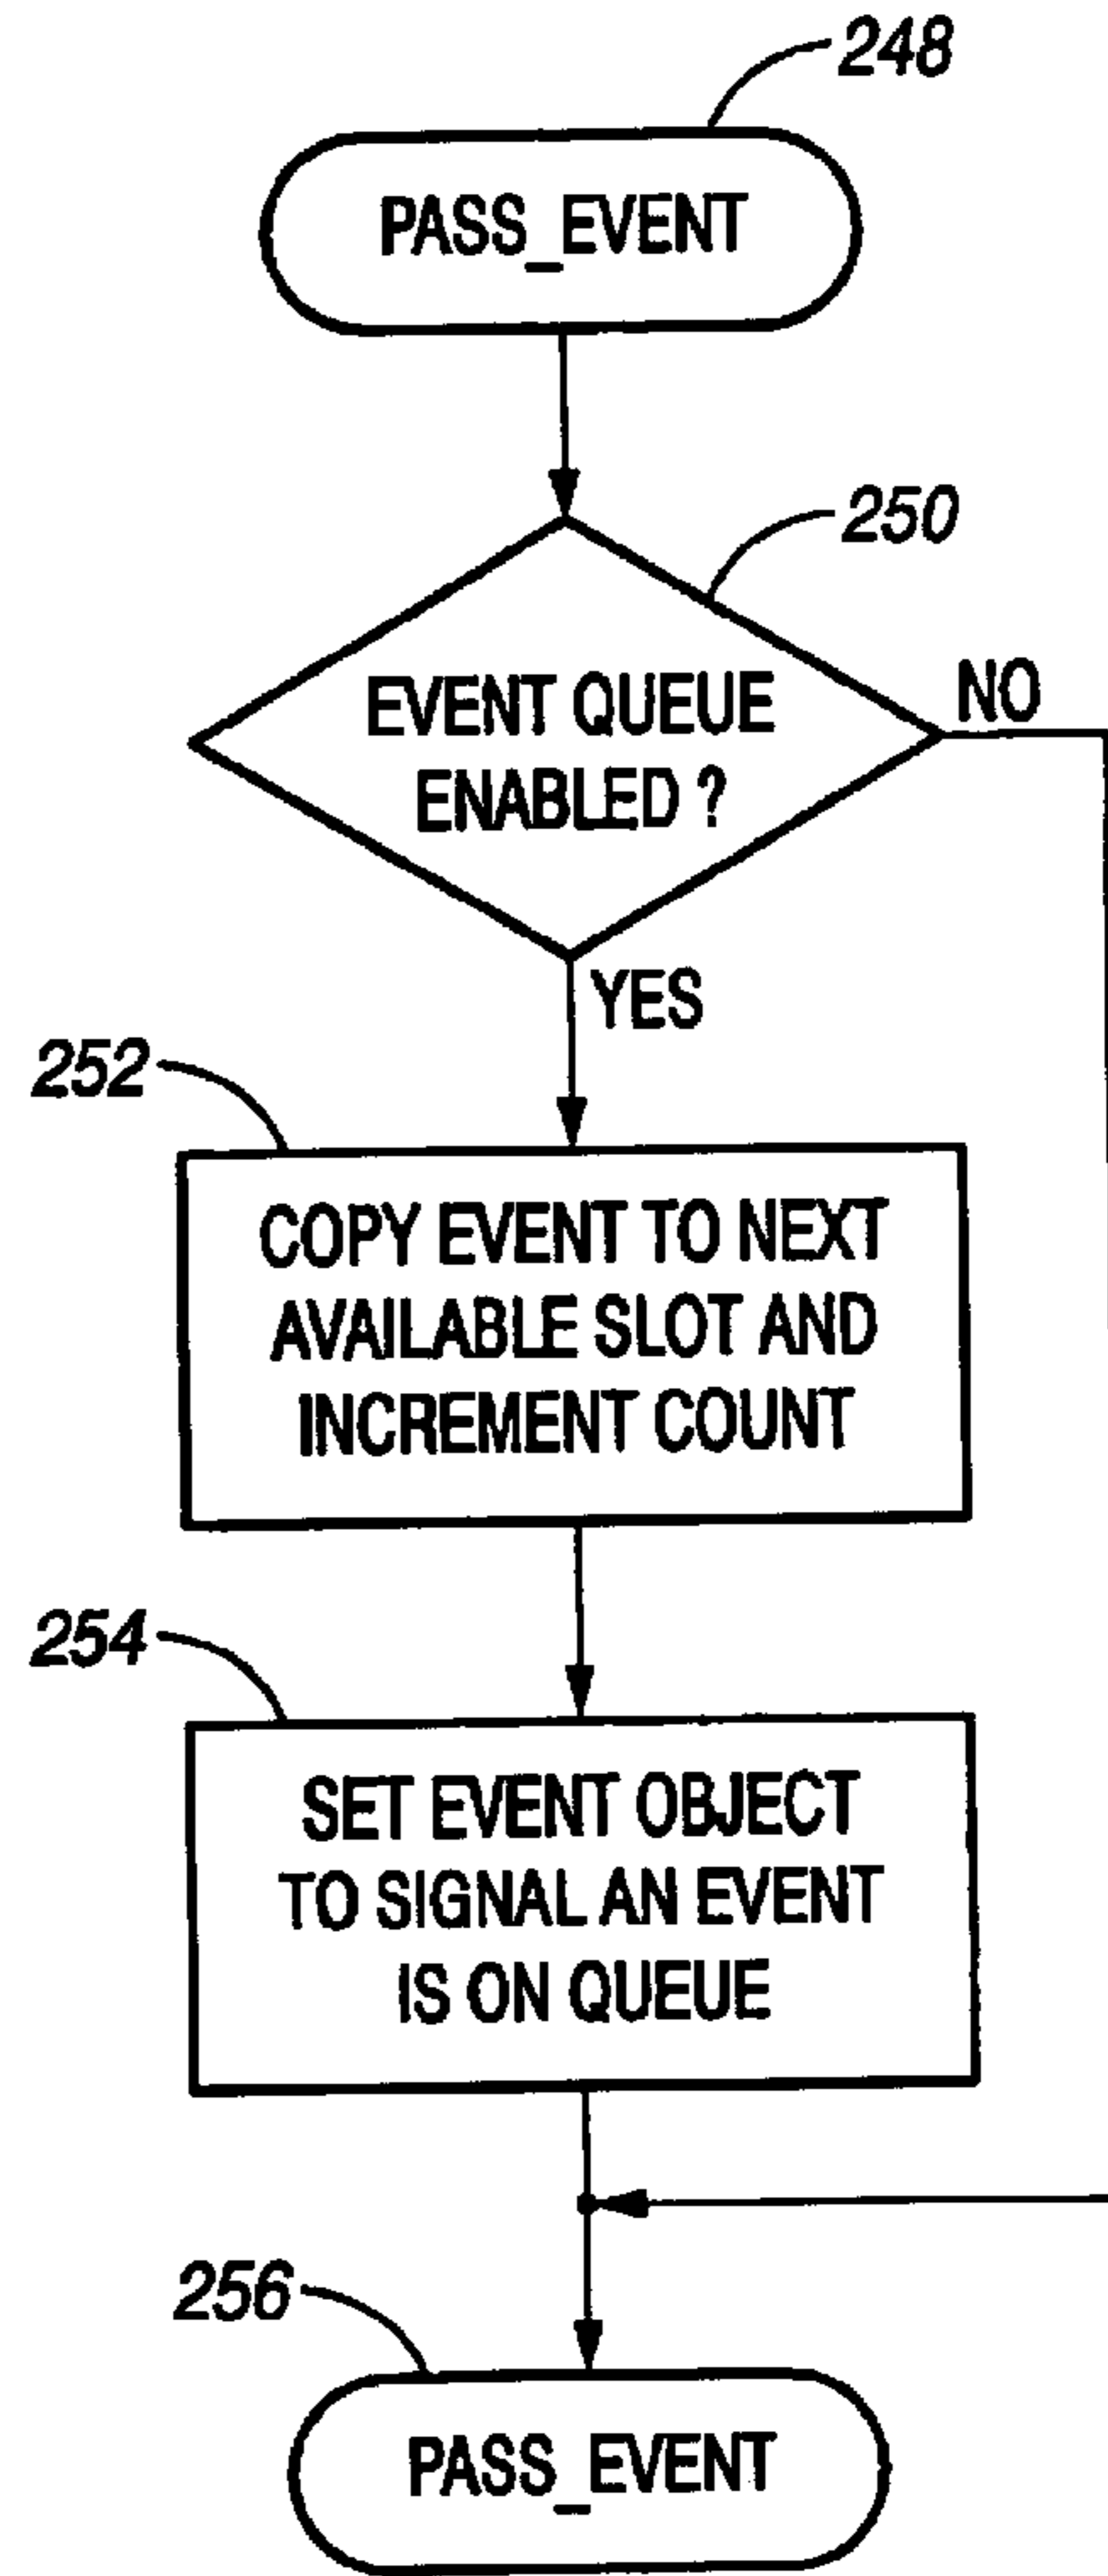 248
PASS_EVENT
250
EVENT QUEUE
ENABLED ?
NO
YES
252
COPY EVENT TO NEXT
AVAILABLE SLOT AND
INCREMENT COUNT
254
SET EVENT OBJECT
TO SIGNAL AN EVENT
IS ON QUEUE
256
PASS_EVENT